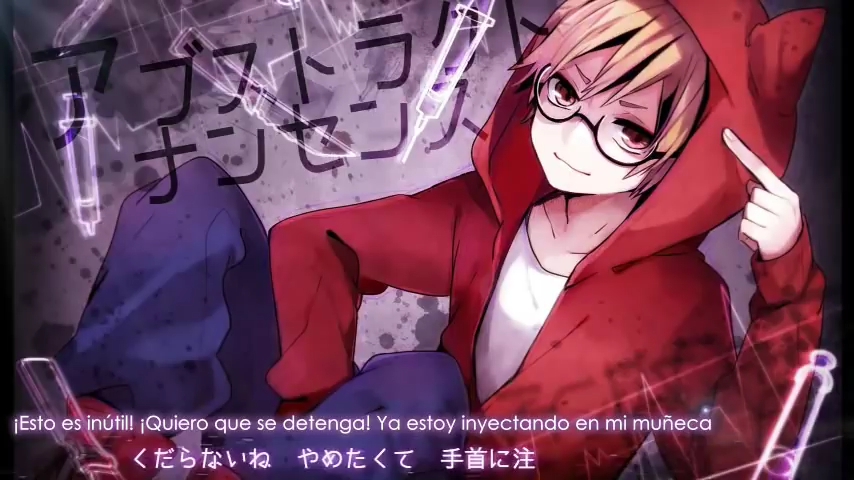 アブストラクト
ナンセンス
¡Esto es inútil! ¡Quiero que se detenga! Ya estoy inyectando en mi muñeca
くだらないね　やめたくて　手首に注